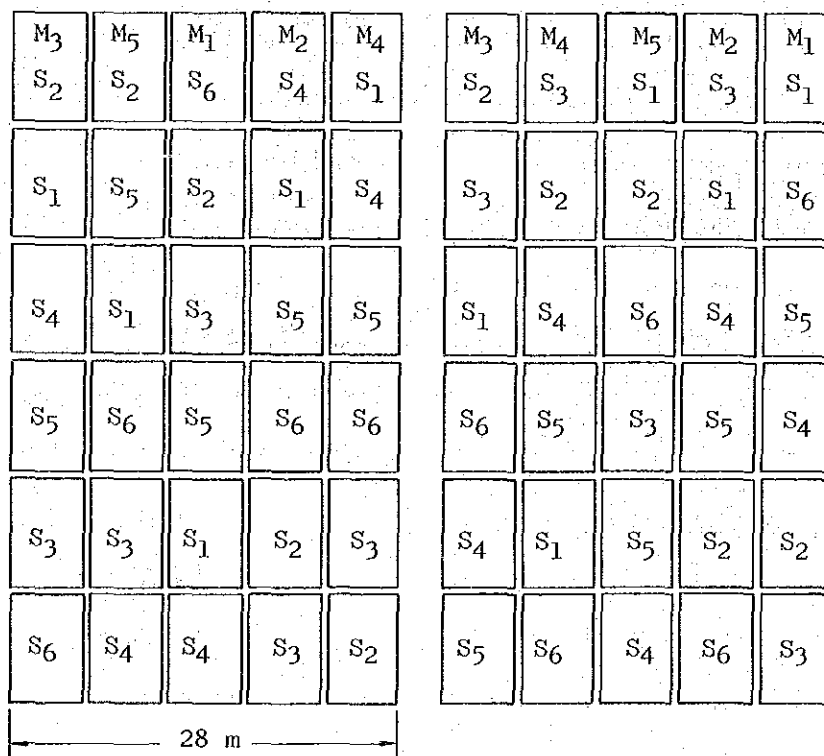 M₃ M₅ M₁ M₂ M₄ M₃ M₄ M₅ M₂ M₁
S₂ S₂ S₆ S₄ S₁ S₂ S₃ S₁ S₃ S₁
S₁ S₅ S₂ S₁ S₄ S₃ S₂ S₂ S₁ S₆
S₄ S₁ S₃ S₅ S₅ S₁ S₄ S₆ S₄ S₅
S₅ S₆ S₅ S₆ S₆ S₆ S₅ S₃ S₅ S₄
S₃ S₃ S₁ S₂ S₃ S₄ S₁ S₅ S₂ S₂
S₆ S₄ S₄ S₃ S₂ S₅ S₆ S₄ S₆ S₃
28 m